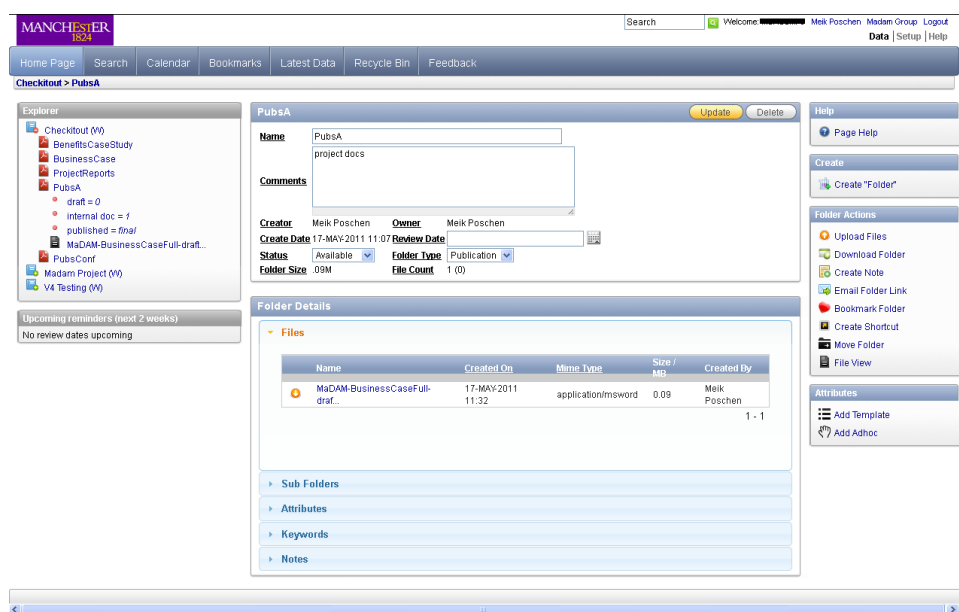 MANCHESTER
1824
Search
Welcome: Meik Poschen Madam Group Logout
Data | Setup | Help
Home Page Search Calendar Bookmarks Latest Data Recycle Bin Feedback
Checkitout > PubsA
Explorer
Checkitout (W)
BenefitsCaseStudy
BusinessCase
ProjectReports
PubsA
draft = 0
internal doc = 1
published = final
MaDAM-BusinessCaseFull-draft...
PubsConf
Madam Project (W)
V4 Testing (W)
Upcoming reminders (next 2 weeks)
No review dates upcoming
PubsA Update Delete
Name PubsA
Comments project docs
Creator Meik Poschen Owner Meik Poschen
Create Date 17-MAY-2011 11:07 Review Date
Status Available Folder Type Publication
Folder Size .09M File Count 1 (0)
Folder Details
Files
Name Created On Mime Type Size / MB Created By
MaDAM-BusinessCaseFull-draf... 17-MAY-2011 11:32 application/msword 0.09 Meik Poschen
1 - 1
Sub Folders
Attributes
Keywords
Notes
Help
Page Help
Create
Create "Folder"
Folder Actions
Upload Files
Download Folder
Create Note
Email Folder Link
Bookmark Folder
Create Shortcut
Move Folder
File View
Attributes
Add Template
Add Adhoc